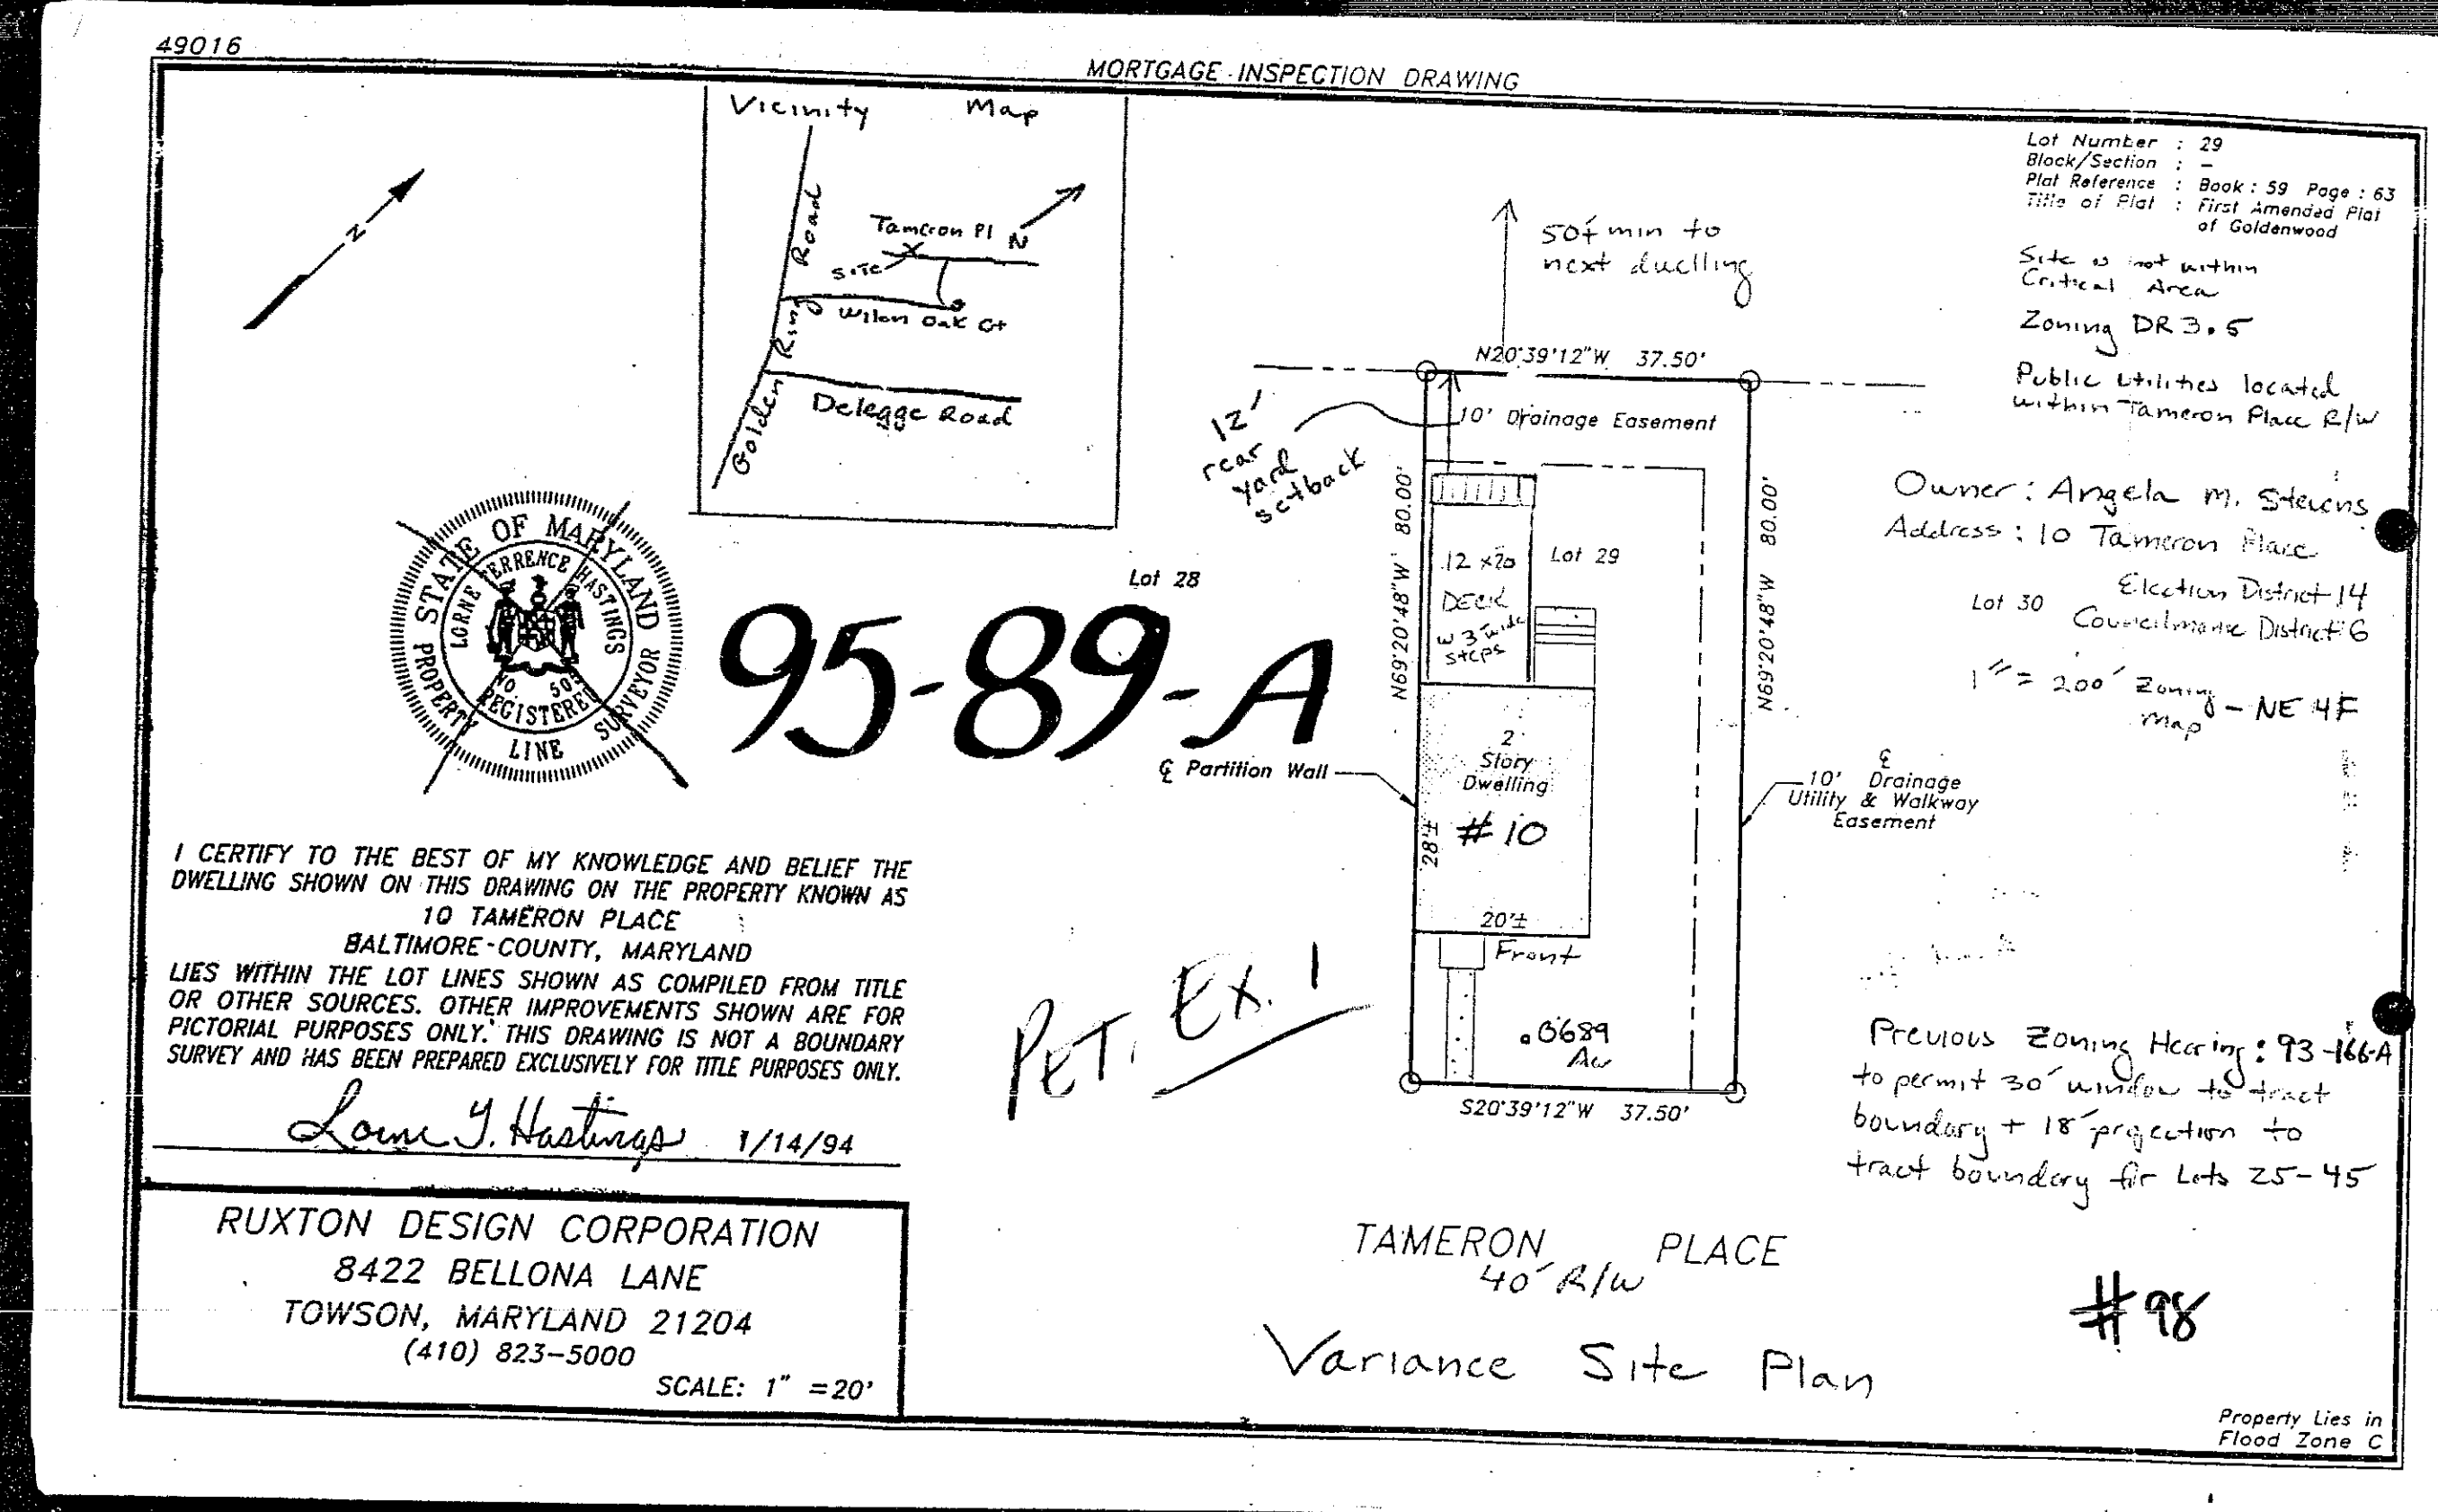 49016
MORTGAGE INSPECTION DRAWING
Vicinity Map
Golden Ring Road
Tameron Pl
N
SITE
X
Wilon Oak Ct
Delegge Road
N
Lot Number : 29
Block/Section : -
Plat Reference : Book : 59 Page : 63
Title of Plat : First Amended Plat
of Goldenwood
Site is not within
Critical Area
Zoning DR 3.5
Public Utilities located
within Tameron Place R/W
Owner : Angela M. Stevens
Address : 10 Tameron Place
Election District 14
Councilmanic District 6
Lot 30
1" = 200' Zoning
Map - NE 4F
50'± min to
next dwelling
N20°39'12"W 37.50'
10' Drainage Easement
12'
rear
yard
setback
N69°20'48"W 80.00'
N69°20'48"W 80.00'
12 x 20
DECK
w 3' wide
steps
Lot 29
Lot 28
95-89-A
STATE OF MARYLAND
LORNE TERRENCE HASTINGS
NO. 50
REGISTERED
PROPERTY LINE SURVEYOR
℄ Partition Wall
2
Story
Dwelling
#10
28'±
20'±
Front
℄
10' Drainage
Utility & Walkway
Easement
.0689
Ac
S20°39'12"W 37.50'
PET. Ex. 1
I CERTIFY TO THE BEST OF MY KNOWLEDGE AND BELIEF THE
DWELLING SHOWN ON THIS DRAWING ON THE PROPERTY KNOWN AS
10 TAMERON PLACE
BALTIMORE COUNTY, MARYLAND
LIES WITHIN THE LOT LINES SHOWN AS COMPILED FROM TITLE
OR OTHER SOURCES. OTHER IMPROVEMENTS SHOWN ARE FOR
PICTORIAL PURPOSES ONLY. THIS DRAWING IS NOT A BOUNDARY
SURVEY AND HAS BEEN PREPARED EXCLUSIVELY FOR TITLE PURPOSES ONLY.
Lorne T. Hastings 1/14/94
Previous Zoning Hearing : 93-166-A
to permit 30' window to tract
boundary + 18' projection to
tract boundary for Lots 25-45
RUXTON DESIGN CORPORATION
8422 BELLONA LANE
TOWSON, MARYLAND 21204
(410) 823-5000
SCALE: 1" =20'
TAMERON PLACE
40' R/W
#98
Variance Site Plan
Property Lies in
Flood Zone C